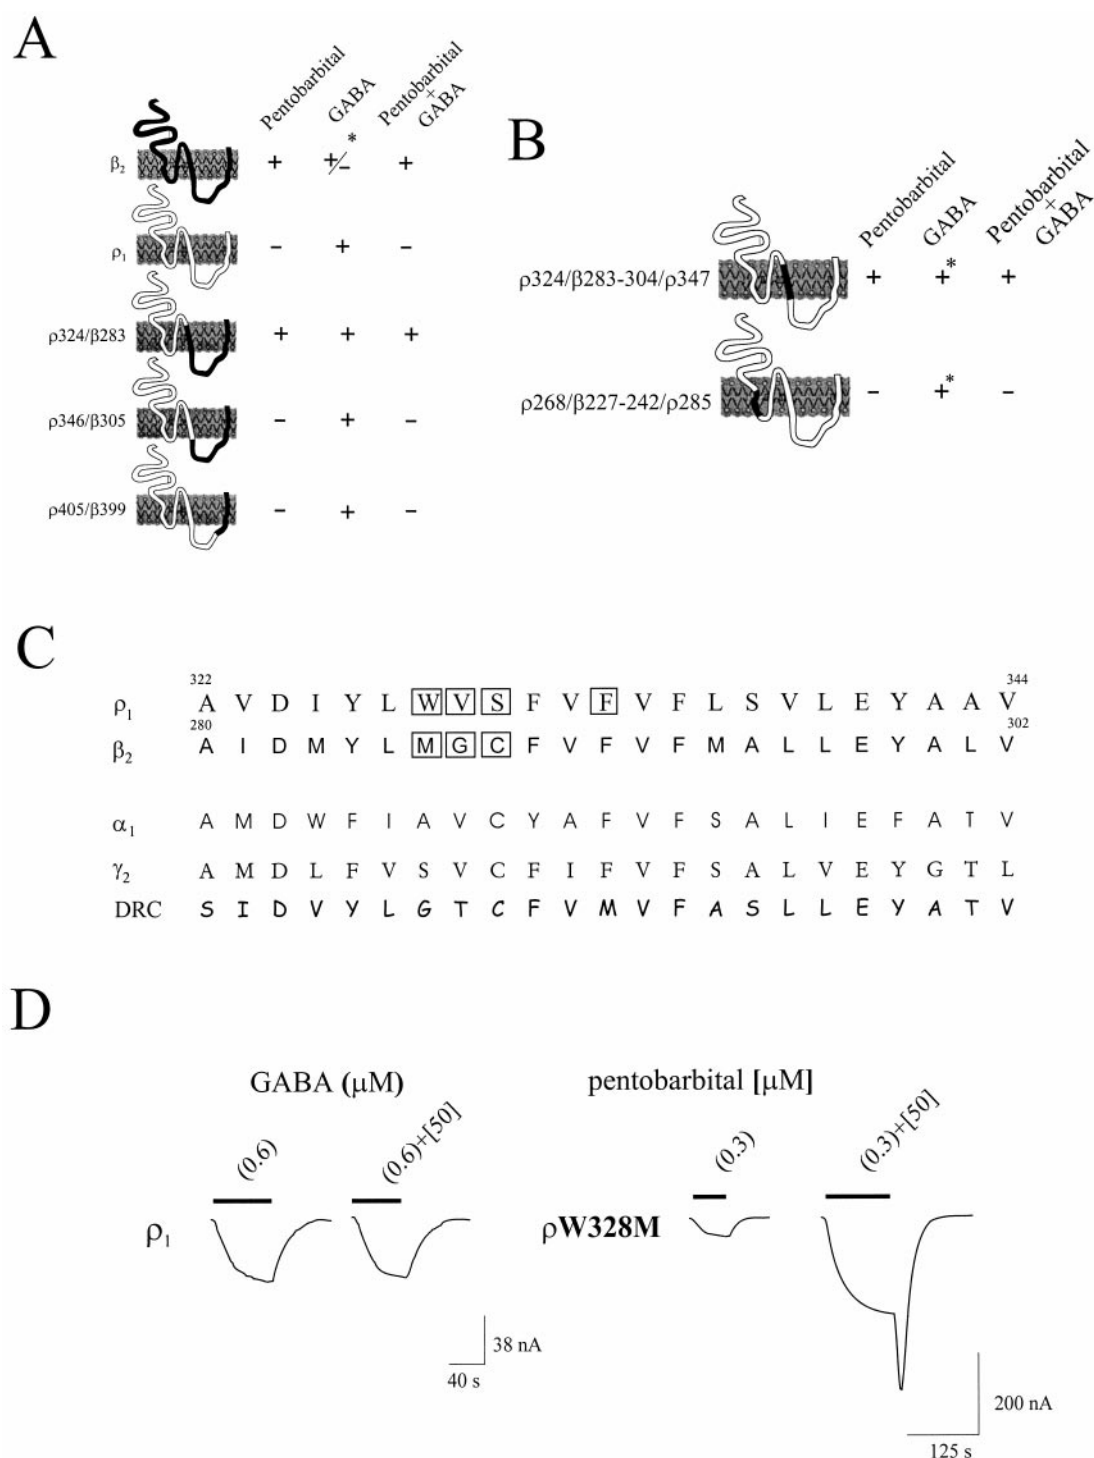 A
Pentobarbital
GABA
Pentobarbital
+
GABA
*
β2 + +/− +
ρ1 − + −
ρ324/β283 + + +
ρ346/β305 − + −
ρ405/β399 − + −
B
Pentobarbital
GABA
Pentobarbital
+
GABA
ρ324/β283-304/ρ347 + +* +
ρ268/β227-242/ρ285 − +* −
C
322 344
ρ1 A V D I Y L W V S F V F V F L S V L E Y A A V
280 302
β2 A I D M Y L M G C F V F V F M A L L E Y A L V
α1 A M D W F I A V C Y A F V F S A L I E F A T V
γ2 A M D L F V S V C F I F V F S A L V E Y G T L
DRC S I D V Y L G T C F V M V F A S L L E Y A T V
D
GABA (μM) pentobarbital [μM]
(0.6) (0.6)+[50] (0.3) (0.3)+[50]
ρ1 ρW328M
38 nA
40 s
200 nA
125 s